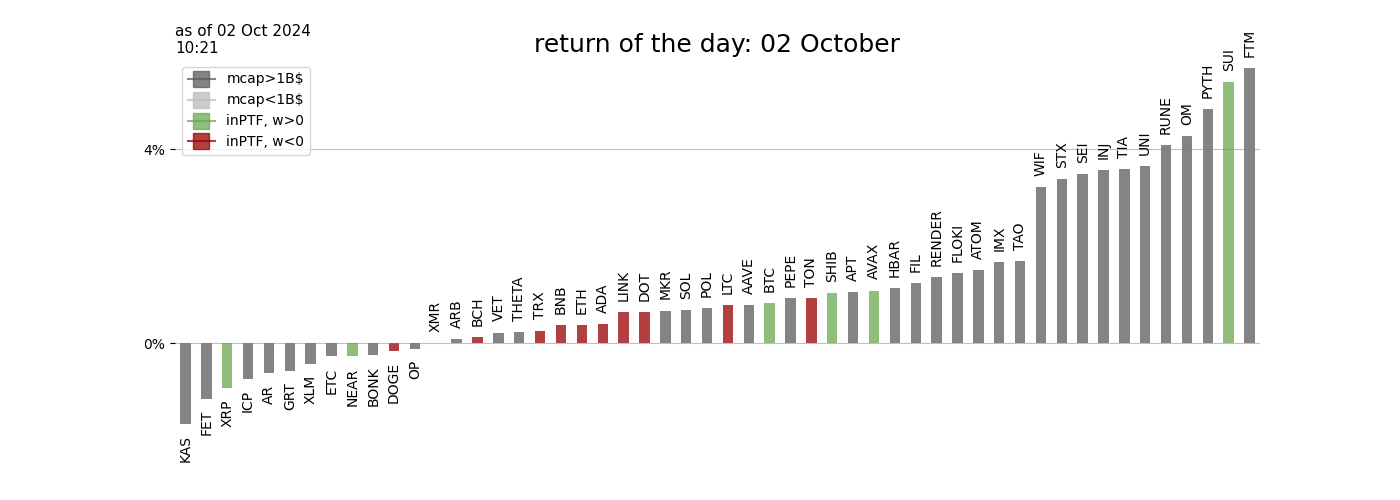 as of 02 Oct 2024
10:21
return of the day: 02 October
mcap>1B$
mcap<1B$
inPTF, w>0
inPTF, w<0
4%
0%
KAS
FET
XRP
ICP
AR
GRT
XLM
ETC
NEAR
BONK
DOGE
OP
XMR
ARB
BCH
VET
THETA
TRX
BNB
ETH
ADA
LINK
DOT
MKR
SOL
POL
LTC
AAVE
BTC
PEPE
TON
SHIB
APT
AVAX
HBAR
FIL
RENDER
FLOKI
ATOM
IMX
TAO
WIF
STX
SEI
INJ
TIA
UNI
RUNE
OM
PYTH
SUI
FTM